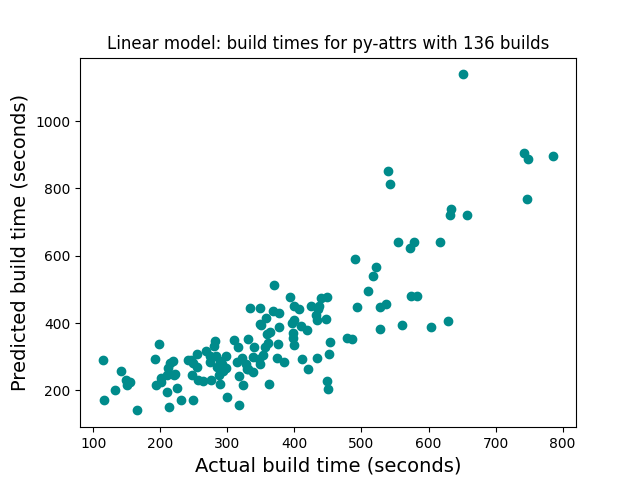 Linear model: build times for py-attrs with 136 builds
1000
800
600
400
200
Predicted build time (seconds)
100 200 300 400 500 600 700 800
Actual build time (seconds)